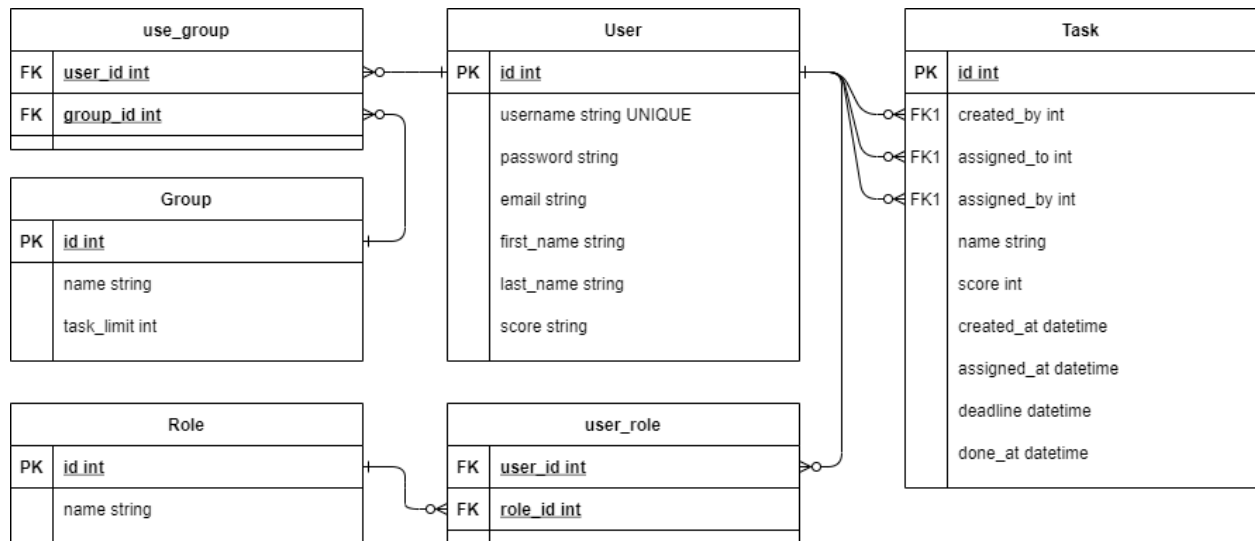 use_group
FK user_id int
FK group_id int
Group
PK id int
name string
task_limit int
Role
PK id int
name string
User
PK id int
username string UNIQUE
password string
email string
first_name string
last_name string
score string
user_role
FK user_id int
FK role_id int
Task
PK id int
FK1 created_by int
FK1 assigned_to int
FK1 assigned_by int
name string
score int
created_at datetime
assigned_at datetime
deadline datetime
done_at datetime